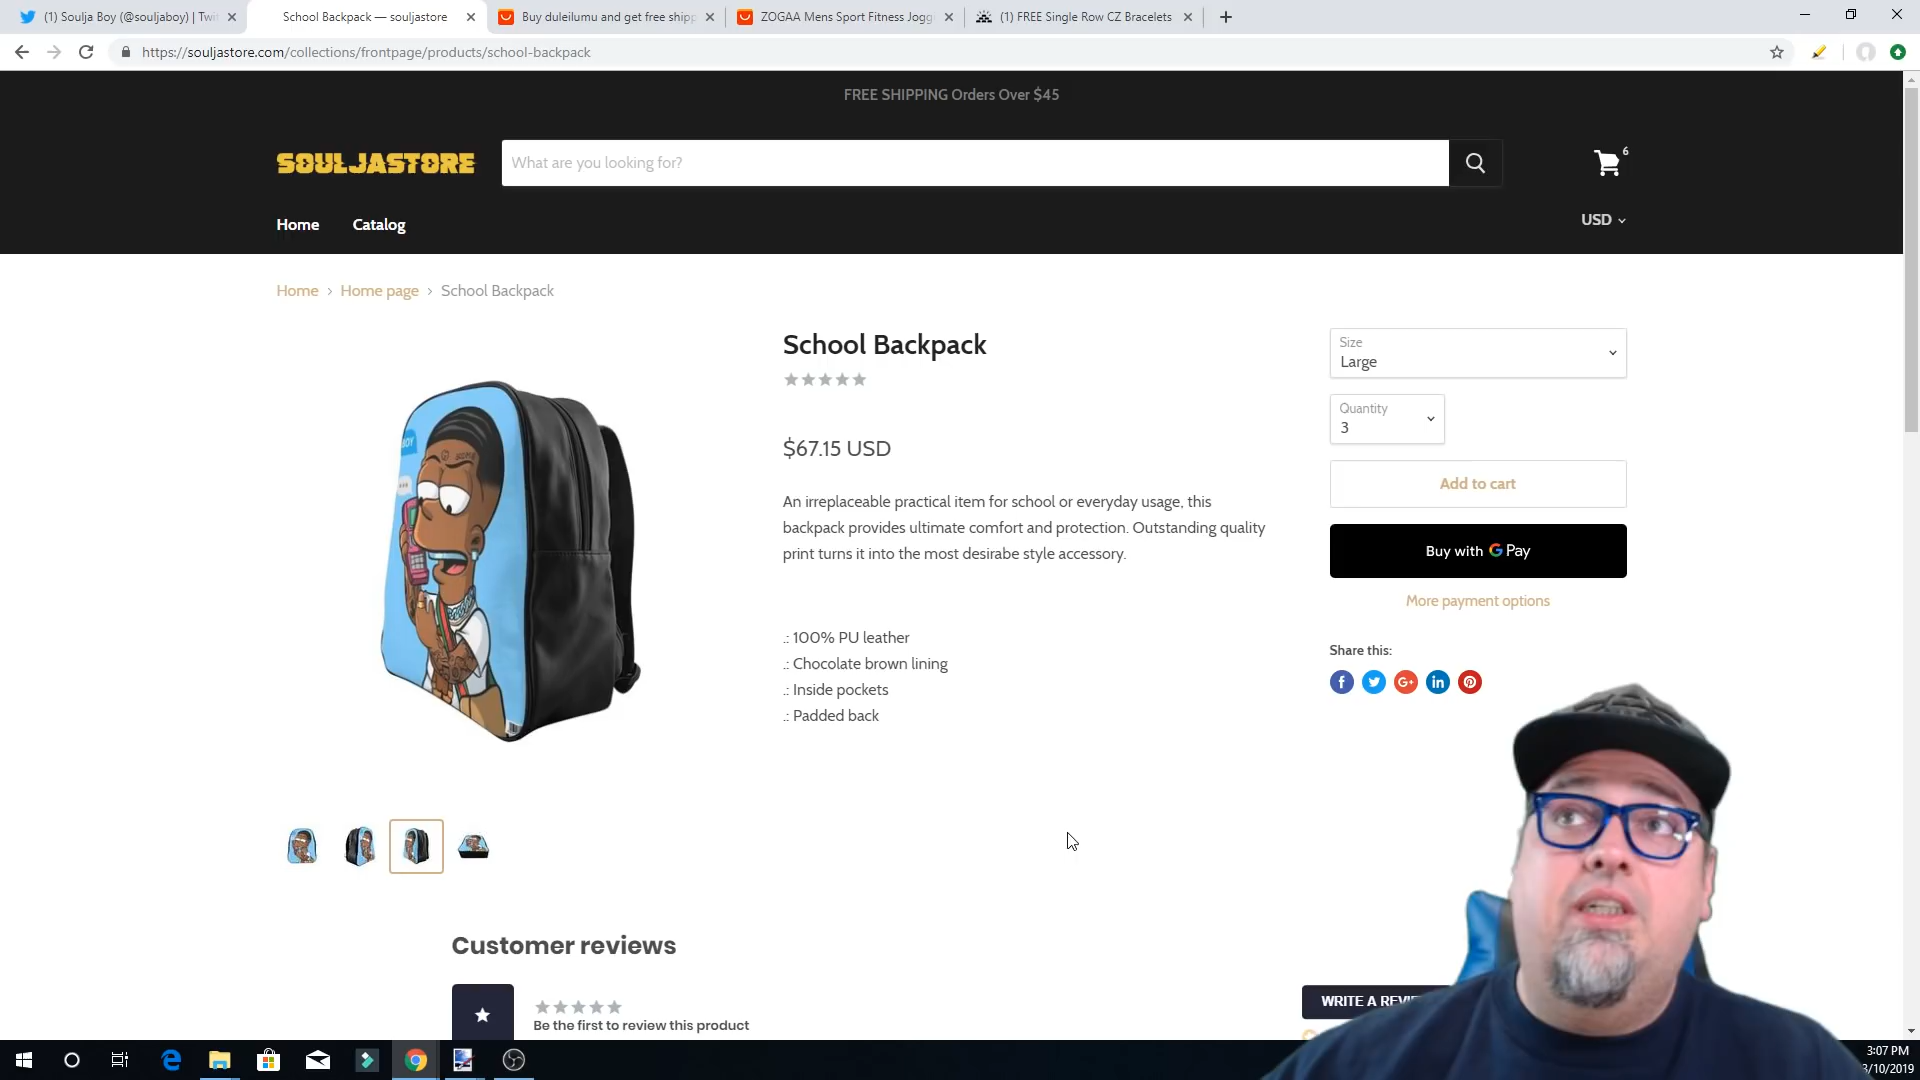 (1) Soulja Boy (@souljaboy) | Twi
School Backpack — souljastore
Buy duleilumu and get free shipp
ZOGAA Mens Sport Fitness Jogg
(1) FREE Single Row CZ Bracelets
https://souljastore.com/collections/frontpage/products/school-backpack
FREE SHIPPING Orders Over $45
SOULJASTORE
What are you looking for?
6
Home
Catalog
USD
Home › Home page › School Backpack
School Backpack
$67.15 USD
An irreplaceable practical item for school or everyday usage, this
backpack provides ultimate comfort and protection. Outstanding quality
print turns it into the most desirabe style accessory.
.: 100% PU leather
.: Chocolate brown lining
.: Inside pockets
.: Padded back
Size
Large
Quantity
3
Add to cart
Buy with G Pay
More payment options
Share this:
BOY
Customer reviews
Be the first to review this product
WRITE A REVIE
3:07 PM
3/10/2019